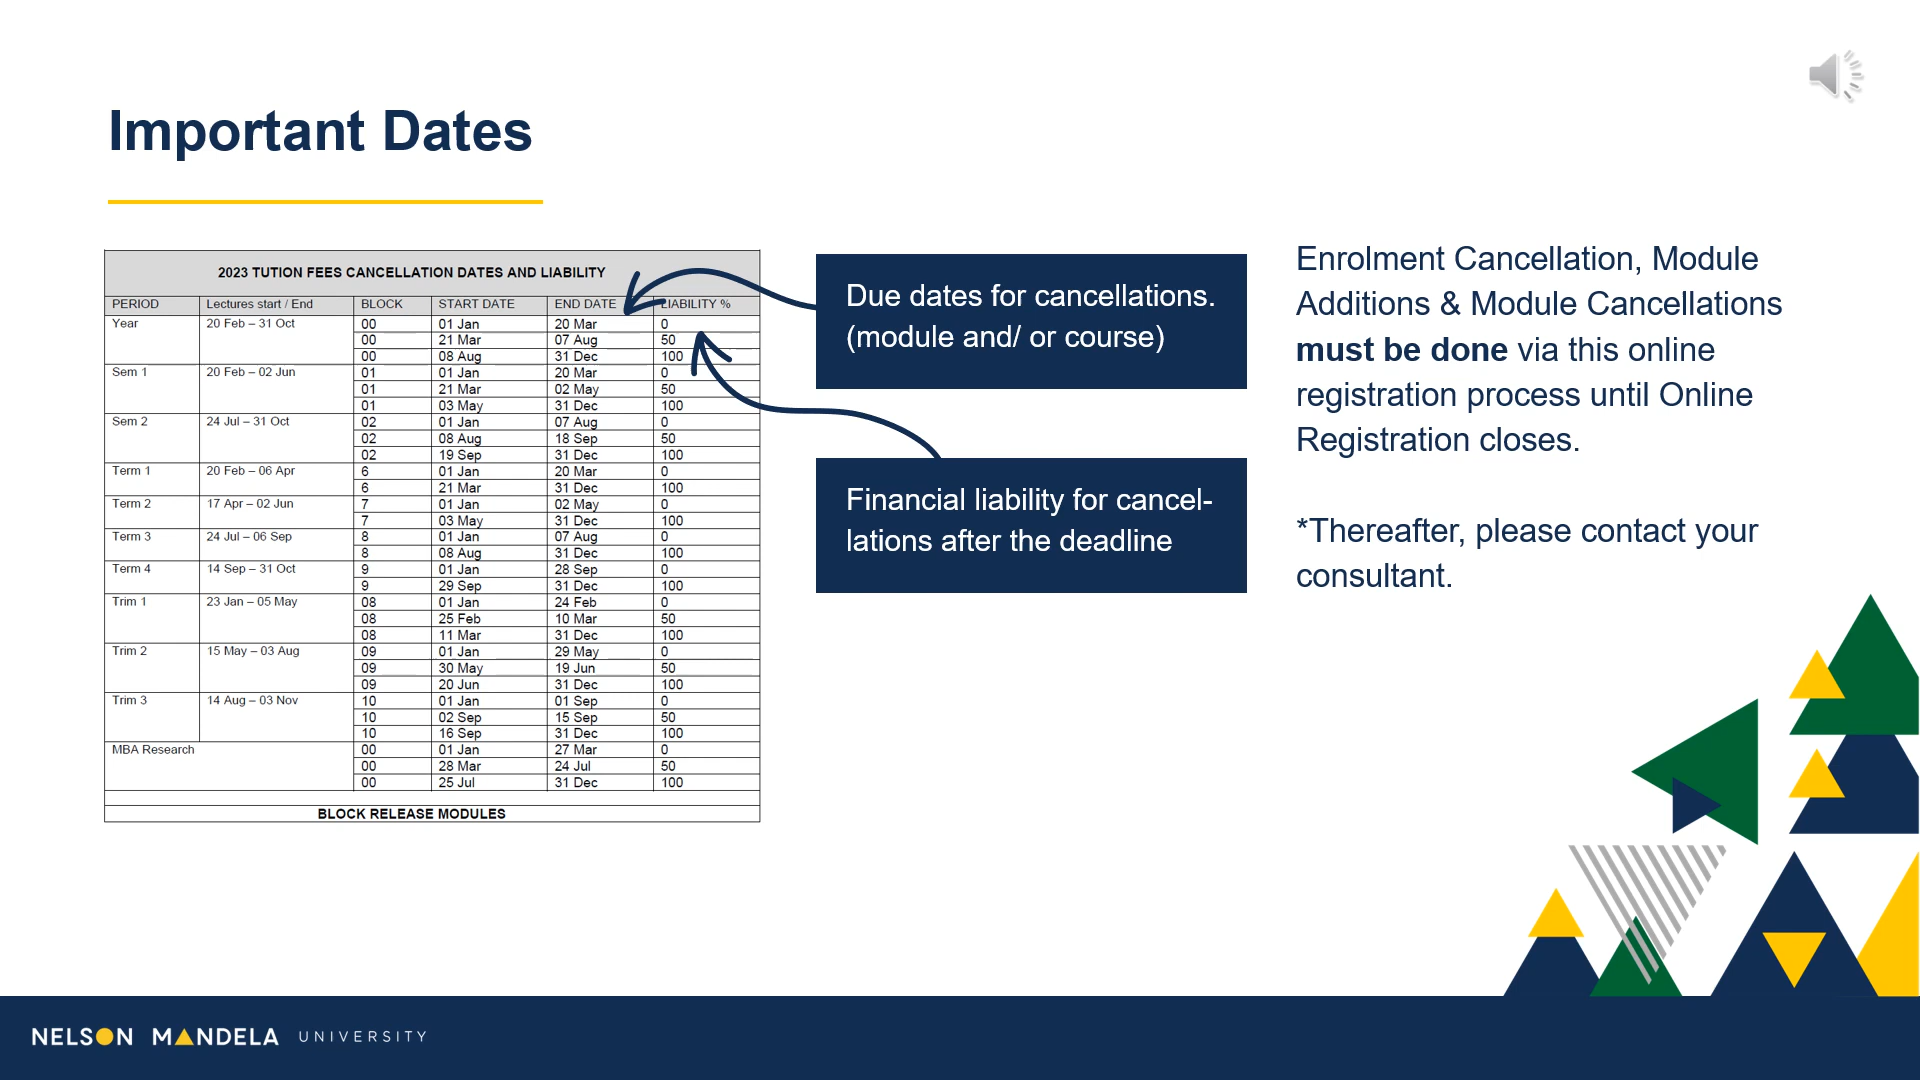 Important Dates
2023 TUTION FEES CANCELLATION DATES AND LIABILITY
PERIOD Lectures start / End BLOCK START DATE END DATE LIABILITY %
Year 20 Feb – 31 Oct 00 01 Jan 20 Mar 0
00 21 Mar 07 Aug 50
00 08 Aug 31 Dec 100
Sem 1 20 Feb – 02 Jun 01 01 Jan 20 Mar 0
01 21 Mar 02 May 50
01 03 May 31 Dec 100
Sem 2 24 Jul – 31 Oct 02 01 Jan 07 Aug 0
02 08 Aug 18 Sep 50
02 19 Sep 31 Dec 100
Term 1 20 Feb – 06 Apr 6 01 Jan 20 Mar 0
6 21 Mar 31 Dec 100
Term 2 17 Apr – 02 Jun 7 01 Jan 02 May 0
7 03 May 31 Dec 100
Term 3 24 Jul – 06 Sep 8 01 Jan 07 Aug 0
8 08 Aug 31 Dec 100
Term 4 14 Sep – 31 Oct 9 01 Jan 28 Sep 0
9 29 Sep 31 Dec 100
Trim 1 23 Jan – 05 May 08 01 Jan 24 Feb 0
08 25 Feb 10 Mar 50
08 11 Mar 31 Dec 100
Trim 2 15 May – 03 Aug 09 01 Jan 29 May 0
09 30 May 19 Jun 50
09 20 Jun 31 Dec 100
Trim 3 14 Aug – 03 Nov 10 01 Jan 01 Sep 0
10 02 Sep 15 Sep 50
10 16 Sep 31 Dec 100
MBA Research 00 01 Jan 27 Mar 0
00 28 Mar 24 Jul 50
00 25 Jul 31 Dec 100
BLOCK RELEASE MODULES
Due dates for cancellations.
(module and/ or course)
Financial liability for cancel-
lations after the deadline
Enrolment Cancellation, Module
Additions & Module Cancellations
must be done via this online
registration process until Online
Registration closes.
*Thereafter, please contact your
consultant.
NELSON MANDELA UNIVERSITY